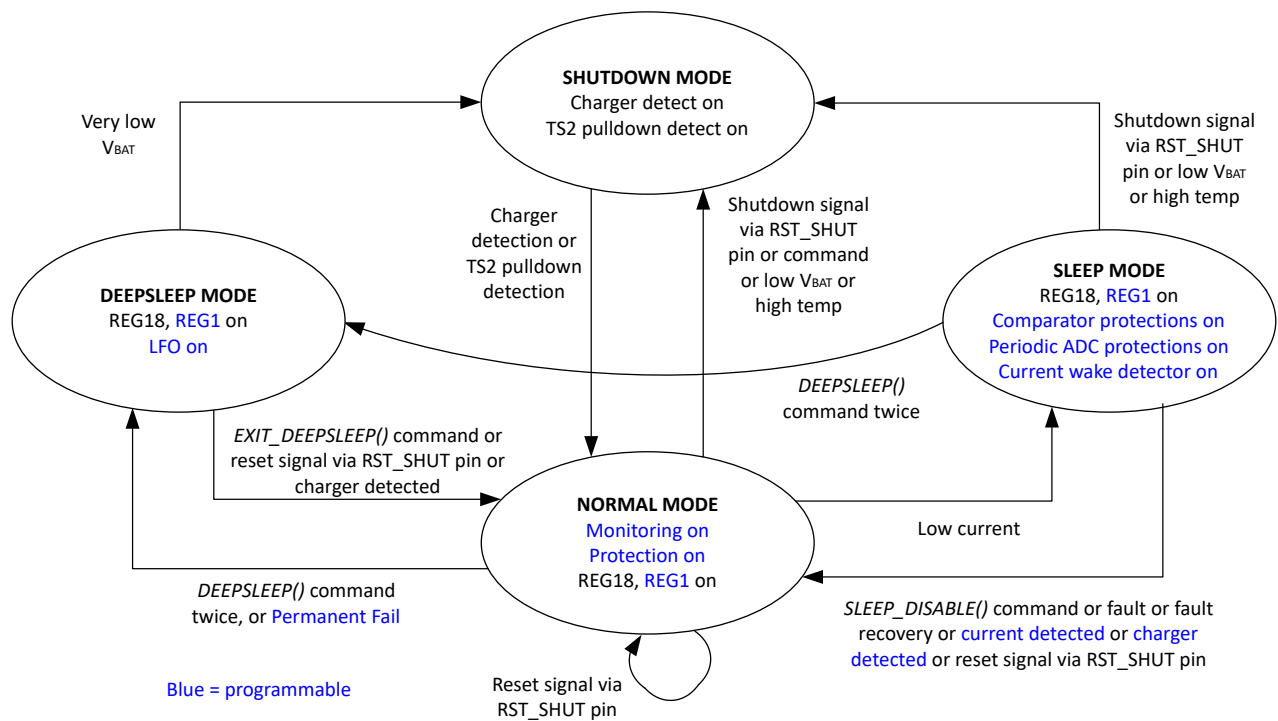 SHUTDOWN MODE
Charger detect on
TS2 pulldown detect on
Very low
VBAT
Shutdown signal
via RST_SHUT
pin or low VBAT
or high temp
Charger
detection or
TS2 pulldown
detection
Shutdown signal
via RST_SHUT
pin or command
or low VBAT or
high temp
DEEPSLEEP MODE
REG18, REG1 on
LFO on
SLEEP MODE
REG18, REG1 on
Comparator protections on
Periodic ADC protections on
Current wake detector on
DEEPSLEEP()
command twice
EXIT_DEEPSLEEP() command or
reset signal via RST_SHUT pin or
charger detected
NORMAL MODE
Monitoring on
Protection on
REG18, REG1 on
Low current
DEEPSLEEP() command
twice, or Permanent Fail
SLEEP_DISABLE() command or fault or fault
recovery or current detected or charger
detected or reset signal via RST_SHUT pin
Blue = programmable
Reset signal via
RST_SHUT pin